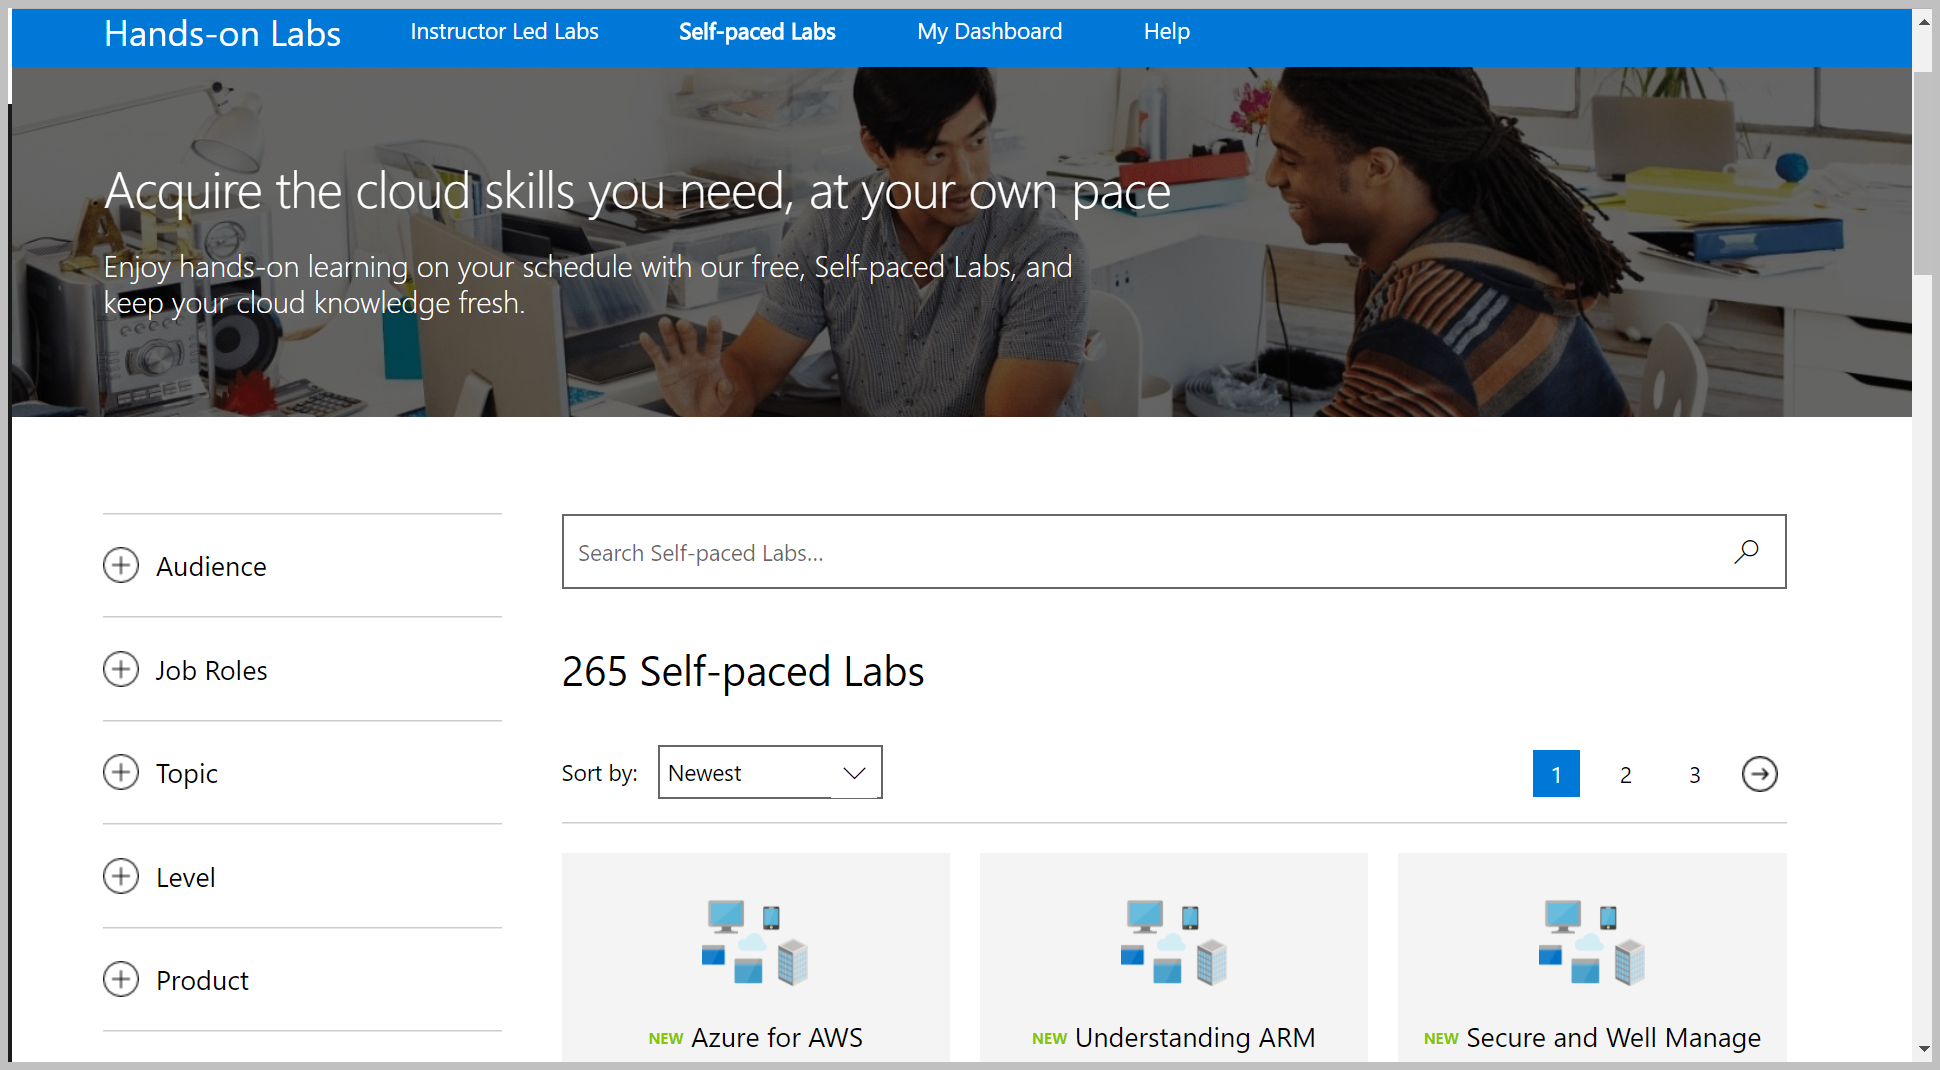 Hands-on Labs
Instructor Led Labs
Self-paced Labs
My Dashboard
Help
Acquire the cloud skills you need, at your own pace
Enjoy hands-on learning on your schedule with our free, Self-paced Labs, and
keep your cloud knowledge fresh.
Audience
Job Roles
Topic
Level
Product
Search Self-paced Labs...
265 Self-paced Labs
Sort by: Newest
1 2 3
NEW Azure for AWS
NEW Understanding ARM
NEW Secure and Well Manage